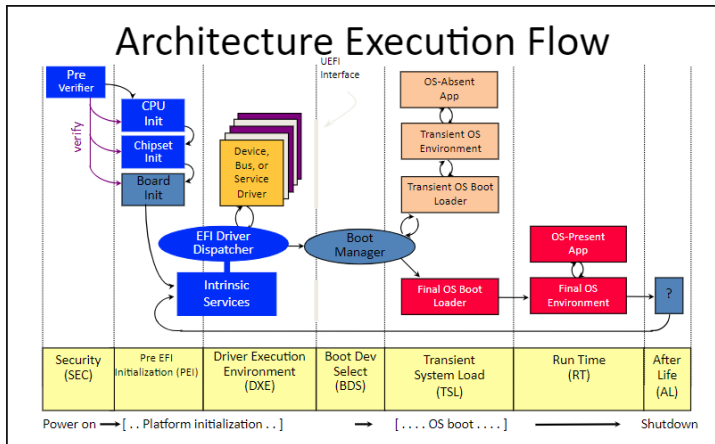 Architecture Execution Flow
UEFI
Interface
Pre
Verifier
verify
CPU
Init
Chipset
Init
Board
Init
Device,
Bus, or
Service
Driver
EFI Driver
Dispatcher
Intrinsic
Services
Boot
Manager
OS-Absent
App
Transient OS
Environment
Transient OS Boot
Loader
OS-Present
App
Final OS Boot
Loader
Final OS
Environment
?
Security
(SEC)
Pre EFI
Initialization (PEI)
Driver Execution
Environment
(DXE)
Boot Dev
Select
(BDS)
Transient
System Load
(TSL)
Run Time
(RT)
After
Life
(AL)
Power on [ . . Platform initialization . . ] [ . . . . OS boot . . . . ] Shutdown